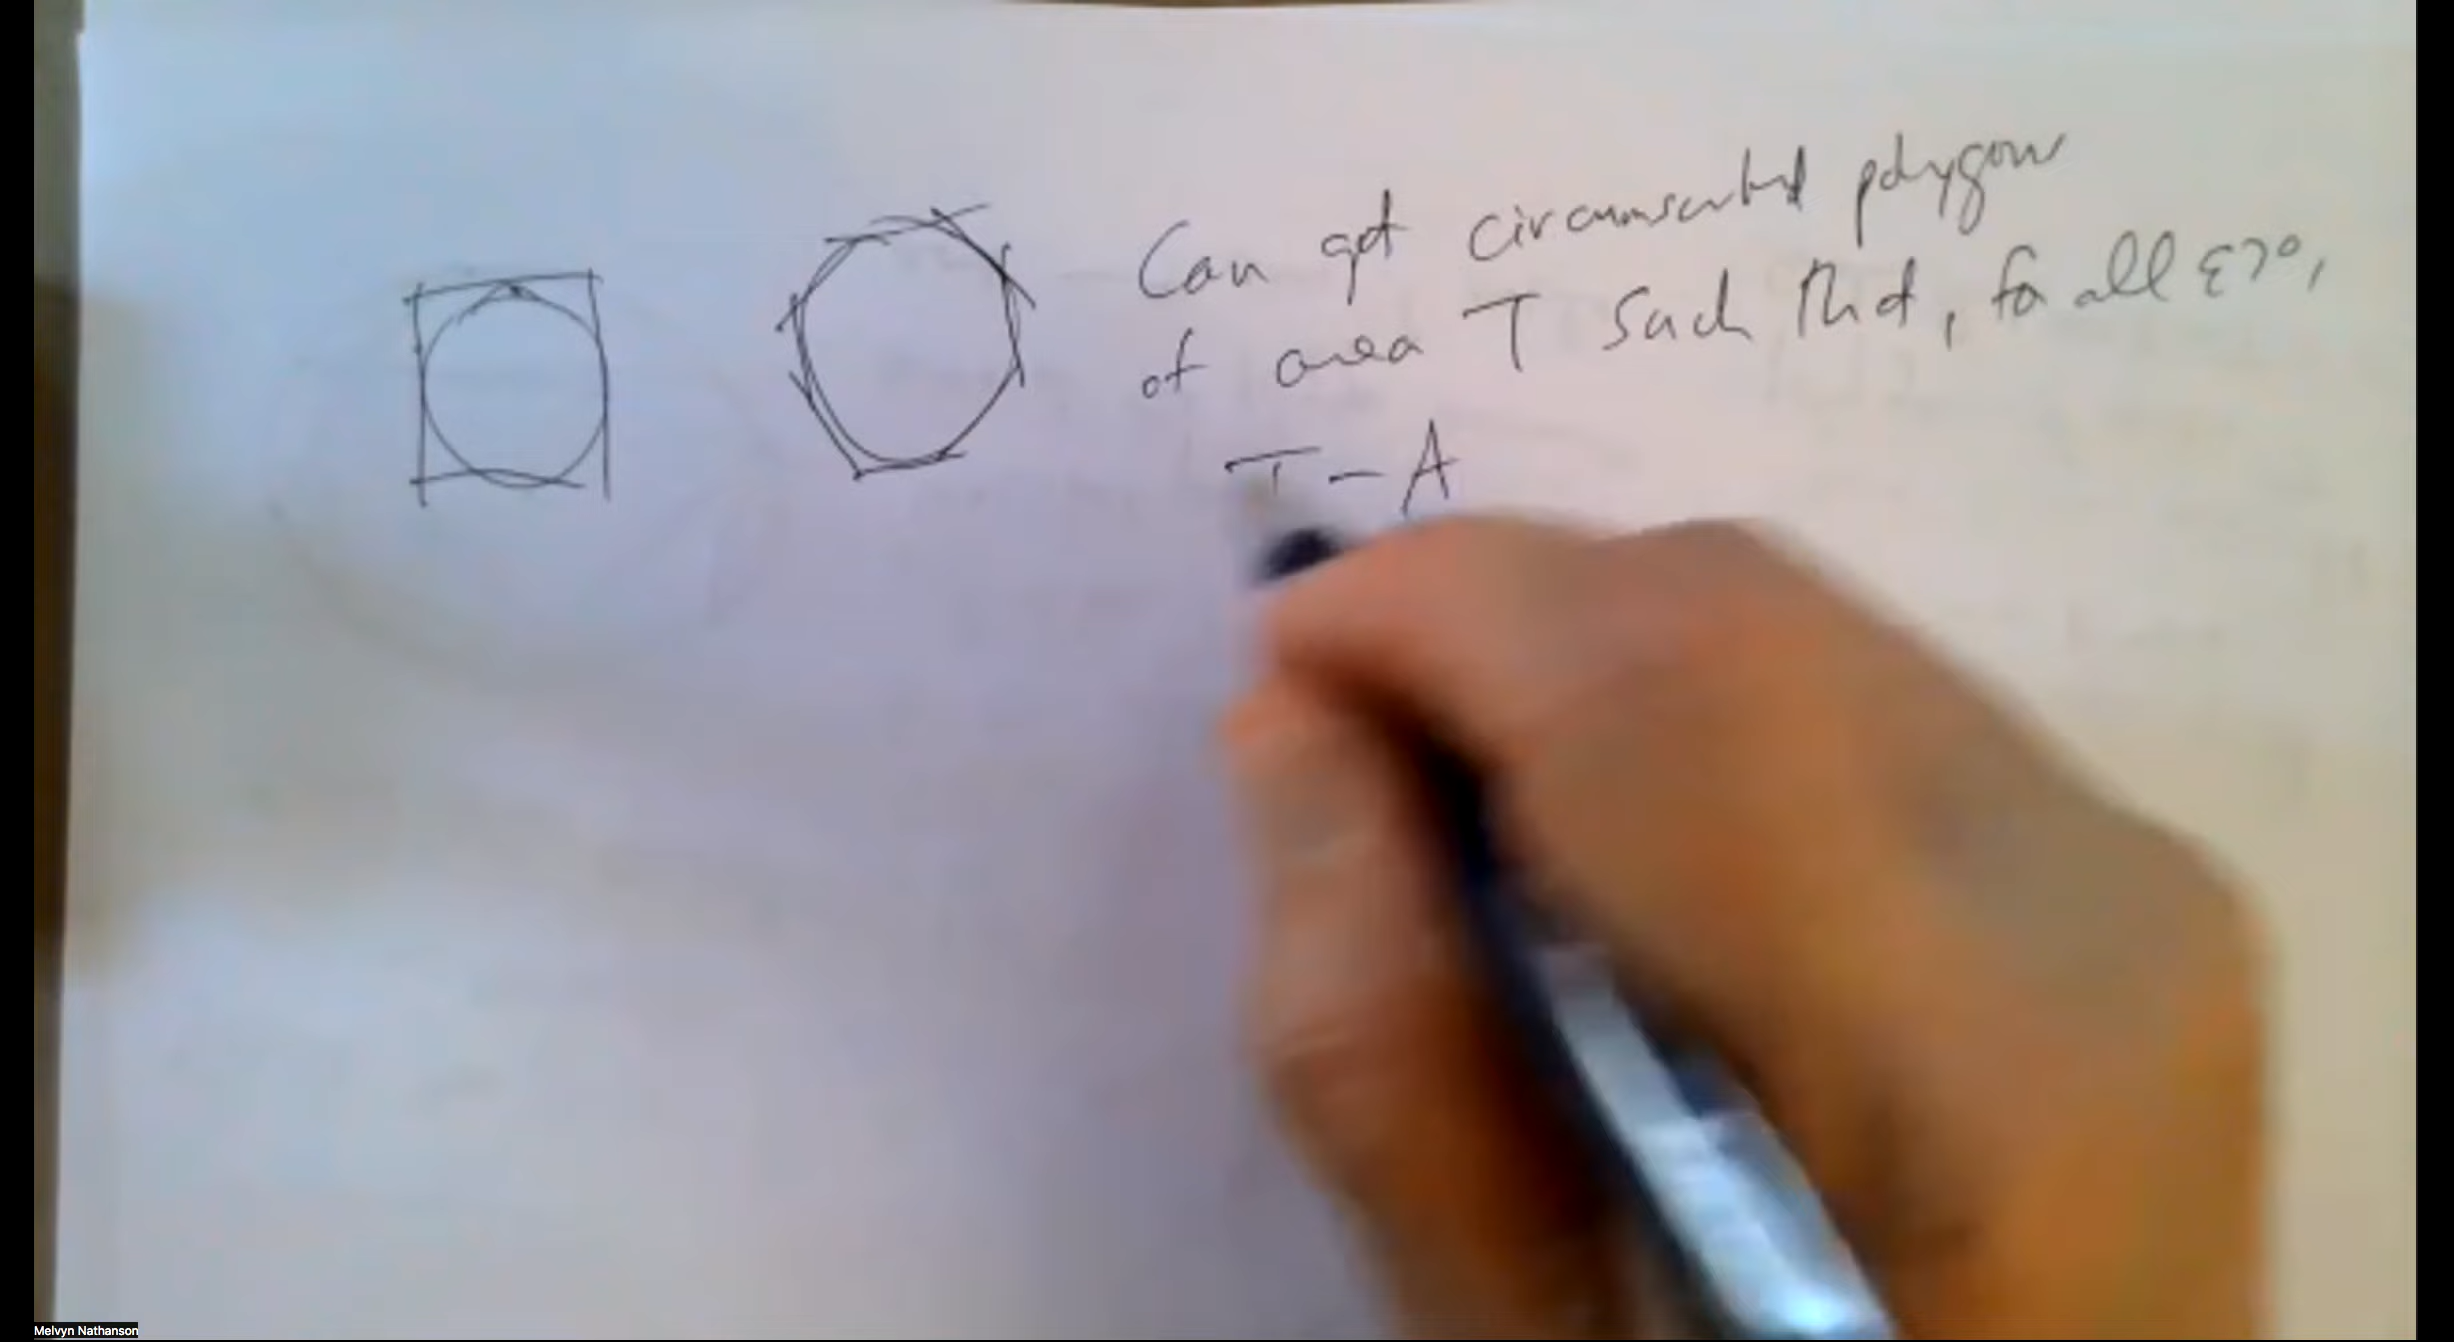 Can get circumscribed polygon
of area T such that, for all ε>0,
T - A
Melvyn Nathanson